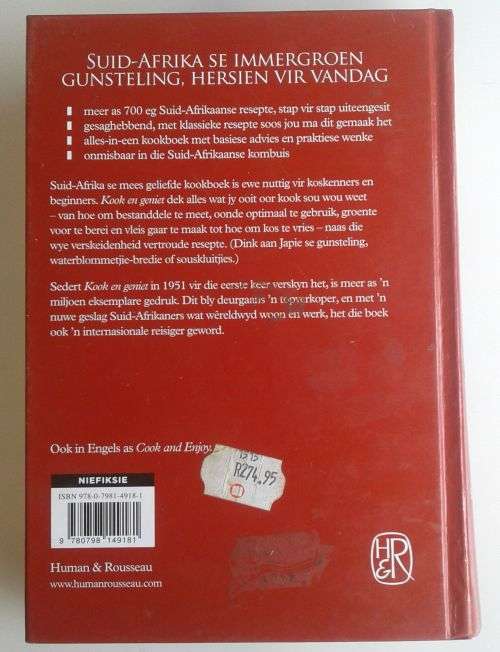 SUID-AFRIKA SE IMMERGROEN
GUNSTELING, HERSIEN VIR VANDAG
meer as 700 eg Suid-Afrikaanse resepte, stap vir stap uiteengesit
gesaghebbend, met klassieke resepte soos jou ma dit gemaak het
alles-in-een kookboek met basiese advies en praktiese wenke
onmisbaar in die Suid-Afrikaanse kombuis
Suid-Afrika se mees geliefde kookboek is ewe nuttig vir koskenners en
beginners. Kook en geniet dek alles wat jy ooit oor kook sou wou weet
– van hoe om bestanddele te meet, oonde optimaal te gebruik, groente
voor te berei en vleis gaar te maak tot hoe om kos te vries – naas die
wye verskeidenheid vertroude resepte. (Dink aan Japie se gunsteling,
waterblommetjie-bredie of souskluitjies.)
Sedert Kook en geniet in 1951 vir die eerste keer verskyn het, is meer as 'n
miljoen eksemplare gedruk. Dit bly deurgans 'n topverkoper, en met 'n
nuwe geslag Suid-Afrikaners wat wêreldwyd woon en werk, het die boek
ook 'n internasionale reisiger geword.
Ook in Engels as Cook and Enjoy.
R274.95
NIEFIKSIE
ISBN 978-0-7981-4918-1
9 780798 149181
Human & Rousseau
www.humanrousseau.com
H&R